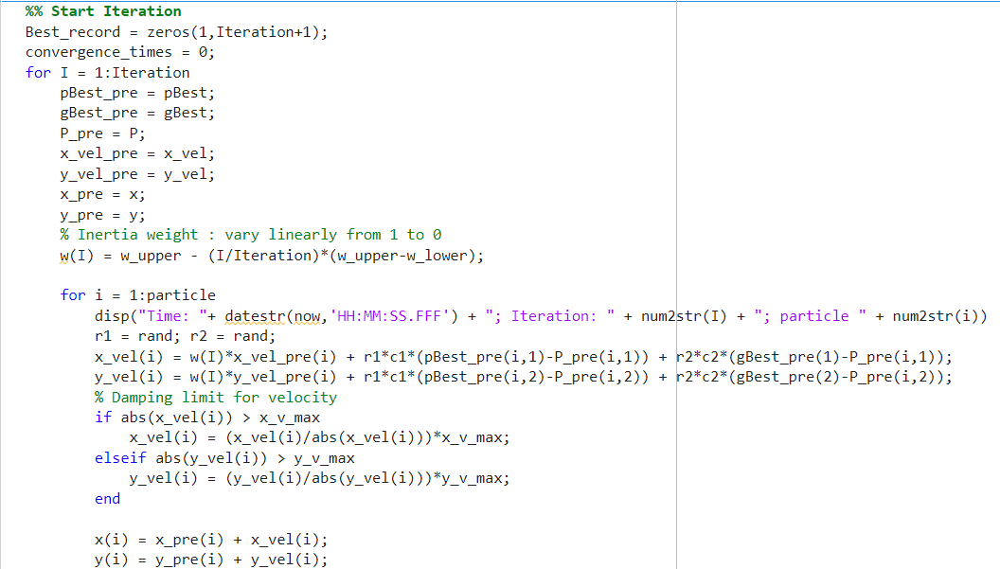 %% Start Iteration
Best_record = zeros(1,Iteration+1);
convergence_times = 0;
for I = 1:Iteration
    pBest_pre = pBest;
    gBest_pre = gBest;
    P_pre = P;
    x_vel_pre = x_vel;
    y_vel_pre = y_vel;
    x_pre = x;
    y_pre = y;
    % Inertia weight : vary linearly from 1 to 0
    w(I) = w_upper - (I/Iteration)*(w_upper-w_lower);
    for i = 1:particle
        disp("Time: "+ datestr(now,'HH:MM:SS.FFF') + "; Iteration: " + num2str(I) + "; particle " + num2str(i))
        r1 = rand; r2 = rand;
        x_vel(i) = w(I)*x_vel_pre(i) + r1*c1*(pBest_pre(i,1)-P_pre(i,1)) + r2*c2*(gBest_pre(1)-P_pre(i,1));
        y_vel(i) = w(I)*y_vel_pre(i) + r1*c1*(pBest_pre(i,2)-P_pre(i,2)) + r2*c2*(gBest_pre(2)-P_pre(i,2));
        % Damping limit for velocity
        if abs(x_vel(i)) > x_v_max
            x_vel(i) = (x_vel(i)/abs(x_vel(i)))*x_v_max;
        elseif abs(y_vel(i)) > y_v_max
            y_vel(i) = (y_vel(i)/abs(y_vel(i)))*y_v_max;
        end
        x(i) = x_pre(i) + x_vel(i);
        y(i) = y_pre(i) + y_vel(i);